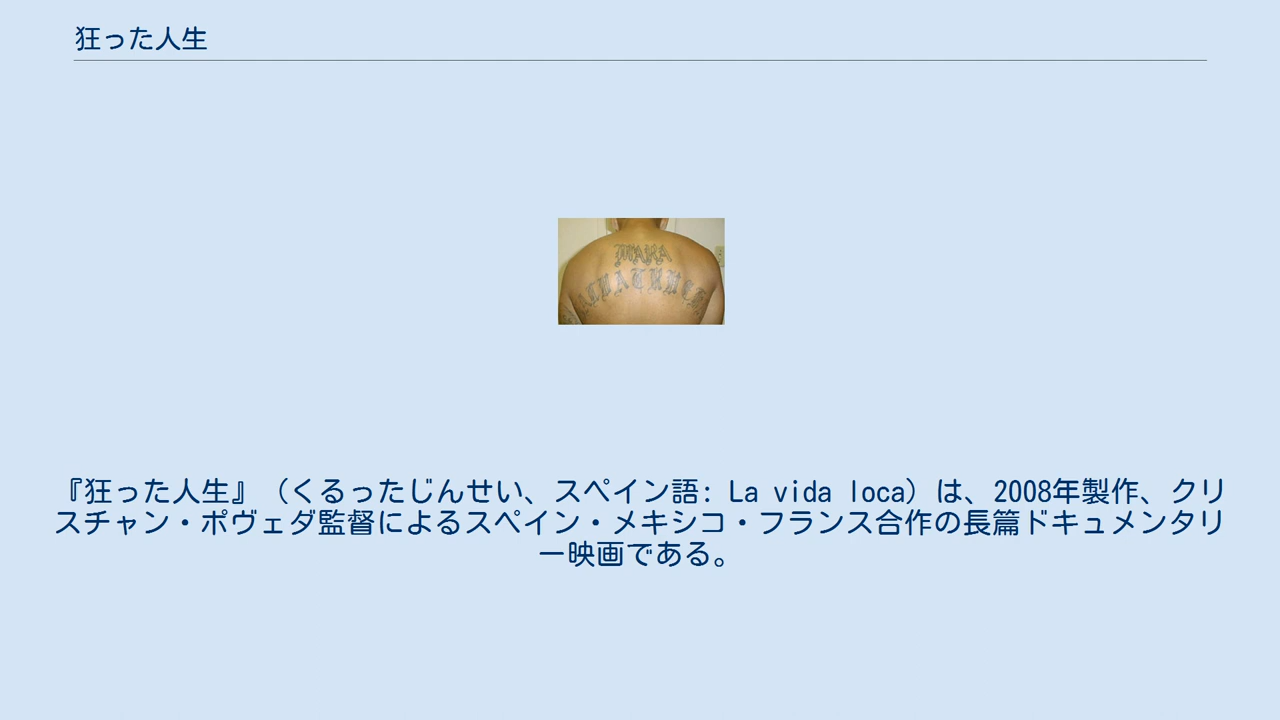 狂った人生
MARA
『狂った人生』（くるったじんせい、スペイン語: La vida loca）は、2008年製作、クリ
スチャン・ポヴェダ監督によるスペイン・メキシコ・フランス合作の長篇ドキュメンタリ
ー映画である。